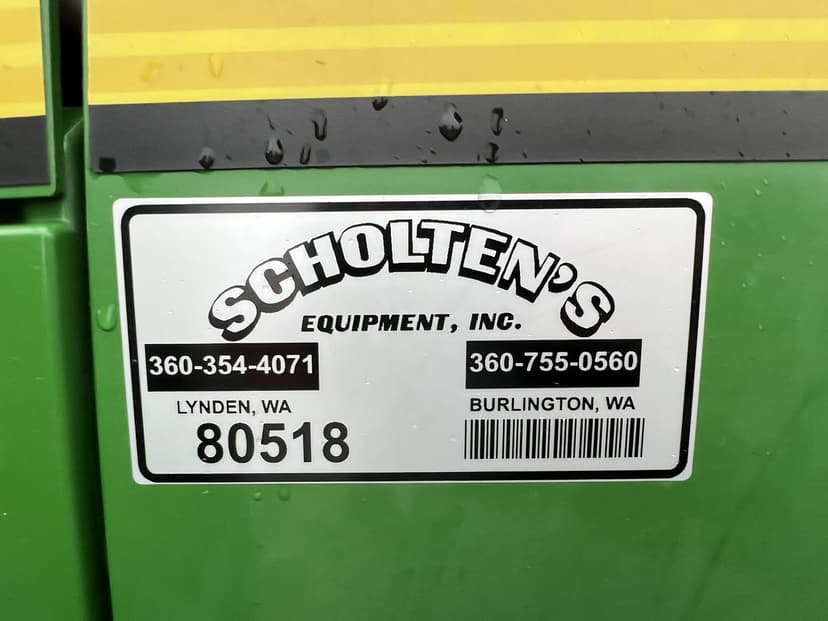 SCHOLTEN'S
EQUIPMENT, INC.
360-354-4071 360-755-0560
LYNDEN, WA BURLINGTON, WA
80518